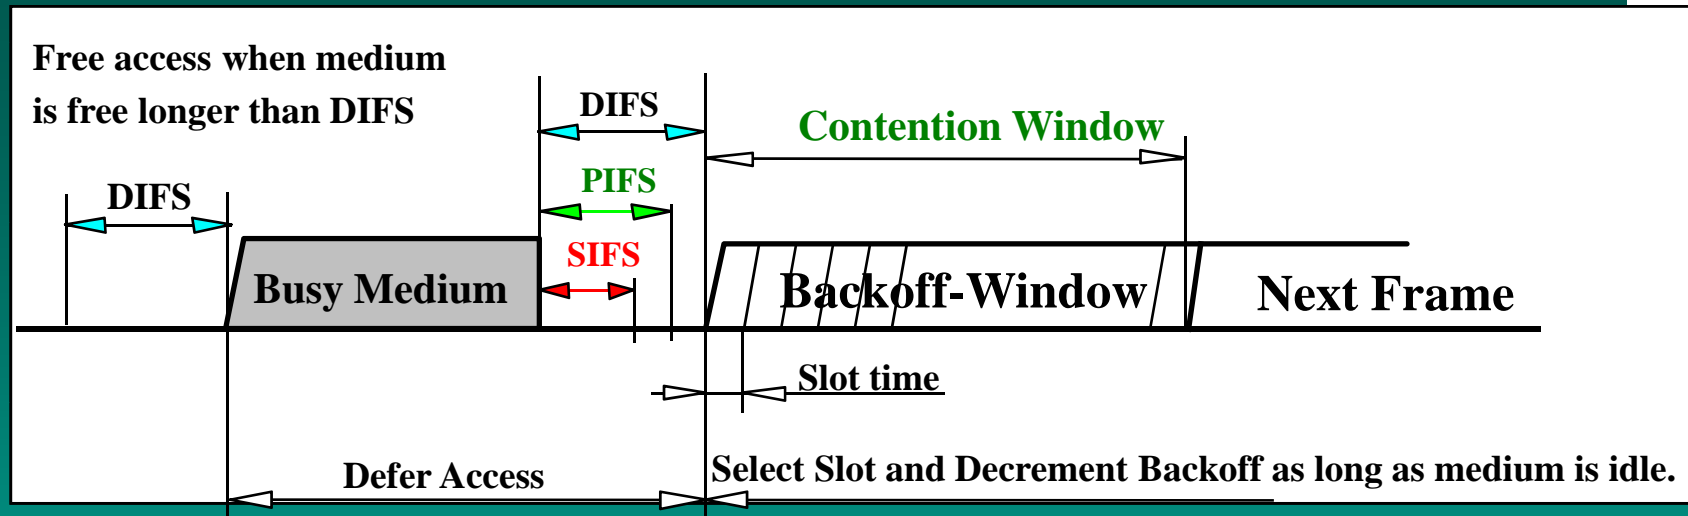 Free access when medium
is free longer than DIFS
DIFS
Contention Window
PIFS
DIFS
SIFS
Busy Medium
Backoff-Window
Next Frame
Slot time
Defer Access
Select Slot and Decrement Backoff as long as medium is idle.